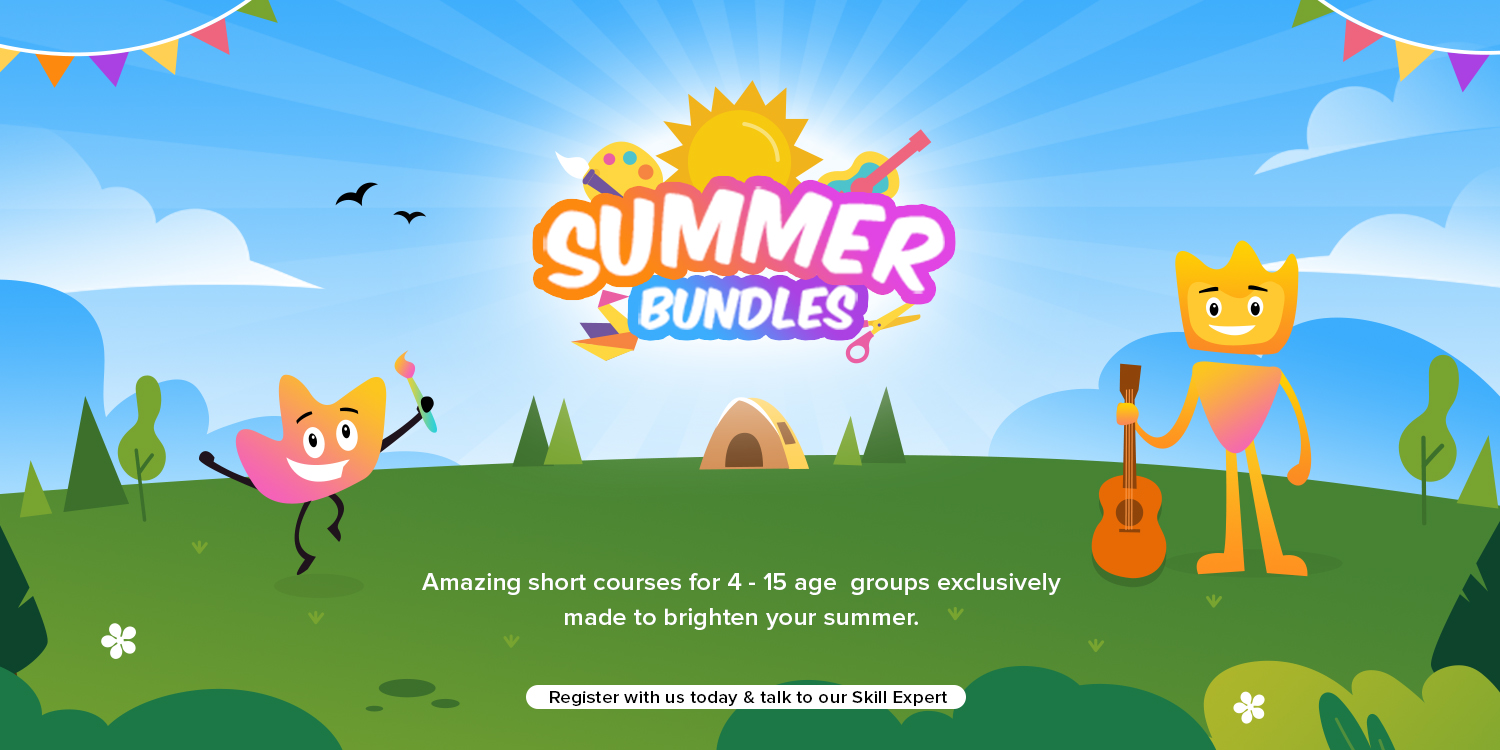 SUMMER
BUNDLES
Amazing short courses for 4 - 15 age  groups exclusively
made to brighten your summer.
Register with us today & talk to our Skill Expert